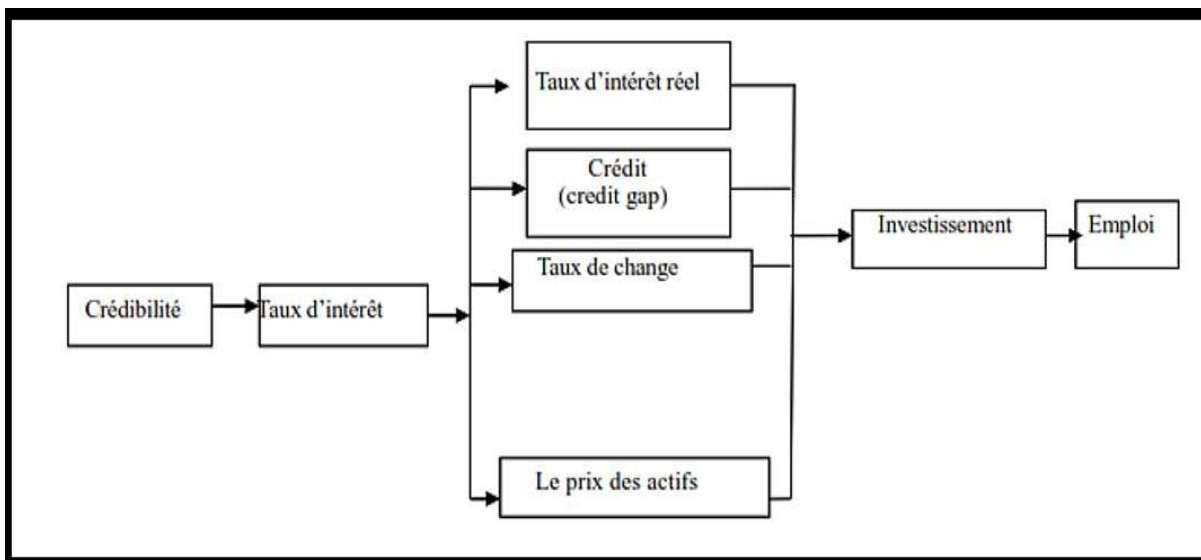 Taux d'intérêt réel
Crédit
(credit gap)
Taux de change
Crédibilité
Taux d'intérêt
Le prix des actifs
Investissement
Emploi